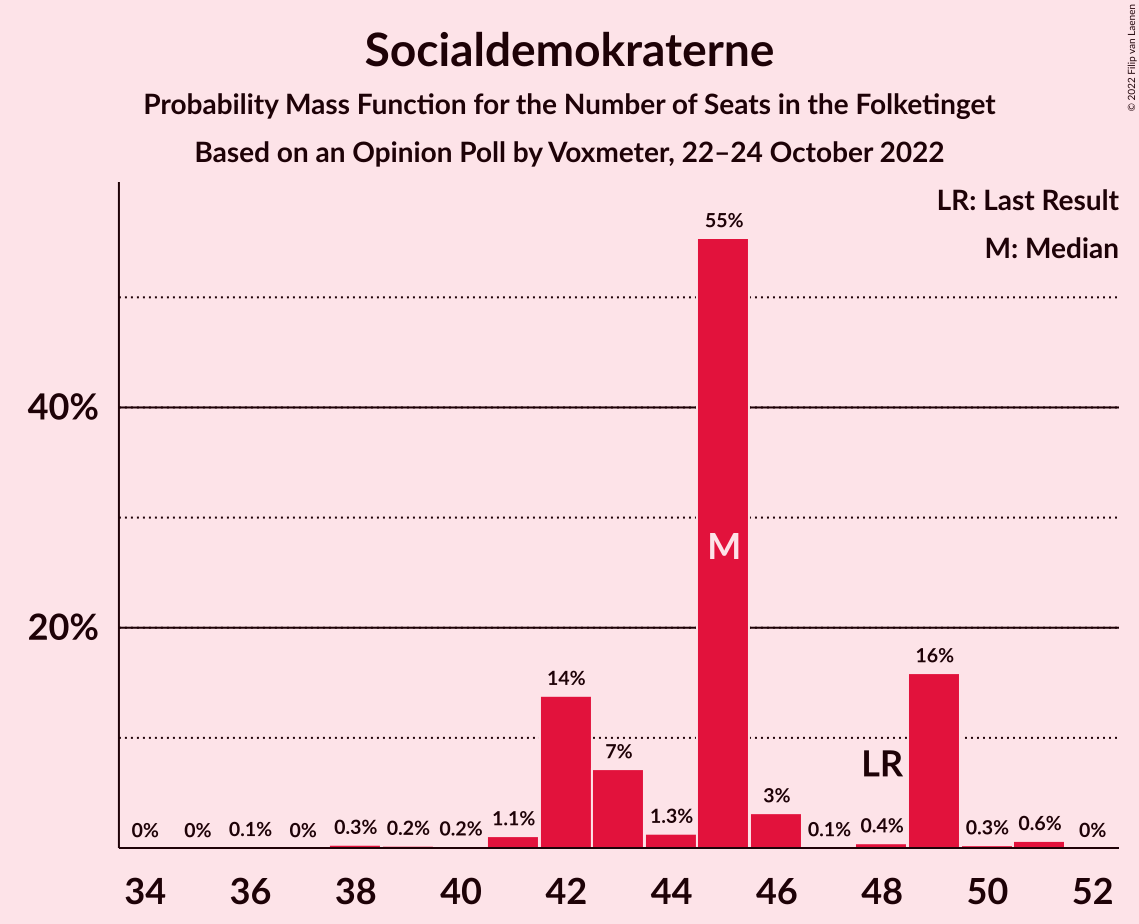 Socialdemokraterne
Probability Mass Function for the Number of Seats in the Folketinget
Based on an Opinion Poll by Voxmeter, 22–24 October 2022
© 2022 Filip van Laenen
LR: Last Result
M: Median
55%
40%
M
20%
16%
14%
LR
7%
3%
0% 0% 0.1% 0% 0.3% 0.2% 0.2% 1.1% 1.3% 0.1% 0.4% 0.3% 0.6% 0%
34 36 38 40 42 44 46 48 50 52